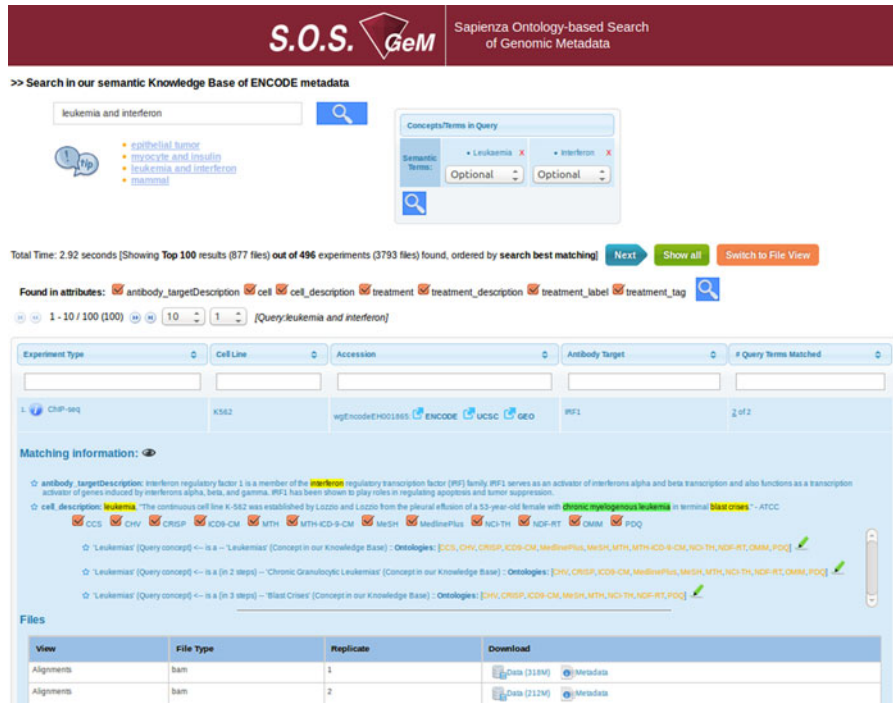 S.O.S. GeM
Sapienza Ontology-based Search
of Genomic Metadata
>> Search in our semantic Knowledge Base of ENCODE metadata
leukemia and interferon
tip
epithelial tumor
myocyte and insulin
leukemia and interferon
mammal
Concepts/Terms in Query
Semantic Terms:
• Leukaemia X • Interferon X
Optional Optional
Total Time: 2.92 seconds [Showing Top 100 results (877 files) out of 496 experiments (3793 files) found, ordered by search best matching] Next Show all Switch to File View
Found in attributes: antibody_targetDescription cell cell_description treatment treatment_description treatment_label treatment_tag
1 - 10 / 100 (100) 10 1 [Query:leukemia and interferon]
Experiment Type Cell Line Accession Antibody Target # Query Terms Matched
1. ChIP-seq K562 wgEncodeEH001865: ENCODE UCSC GEO IRF1 2 of 2
Matching information:
antibody_targetDescription: Interferon regulatory factor 1 is a member of the interferon regulatory transcription factor (IRF) family. IRF1 serves as an activator of interferons alpha and beta transcription and also functions as a transcription
activator of genes induced by interferons alpha, beta, and gamma. IRF1 has been shown to play roles in regulating apoptosis and tumor suppression.
cell_description: leukemia, "The continuous cell line K-562 was established by Lozzio and Lozzio from the pleural effusion of a 53-year-old female with chronic myelogenous leukemia in terminal blast crises." - ATCC
CCS CHV CRISP ICD9-CM MTH MTH-ICD-9-CM MeSH MedlinePlus NCI-TH NDF-RT OMIM PDQ
'Leukemias' (Query concept) <-- is a -- 'Leukemias' (Concept in our Knowledge Base) :: Ontologies: [CCS, CHV, CRISP, ICD9-CM, MedlinePlus, MeSH, MTH, MTH-ICD-9-CM, NCI-TH, NDF-RT, OMIM, PDQ]
'Leukemias' (Query concept) <-- is a (in 2 steps) -- 'Chronic Granulocytic Leukemias' (Concept in our Knowledge Base) :: Ontologies: [CHV, CRISP, ICD9-CM, MedlinePlus, MeSH, MTH, NCI-TH, NDF-RT, OMIM, PDQ]
'Leukemias' (Query concept) <-- is a (in 3 steps) -- 'Blast Crises' (Concept in our Knowledge Base) :: Ontologies: [CHV, CRISP, ICD9-CM, MeSH, MTH, NCI-TH, NDF-RT, PDQ]
Files
View File Type Replicate Download
Alignments bam 1 Data (318M) Metadata
Alignments bam 2 Data (212M) Metadata